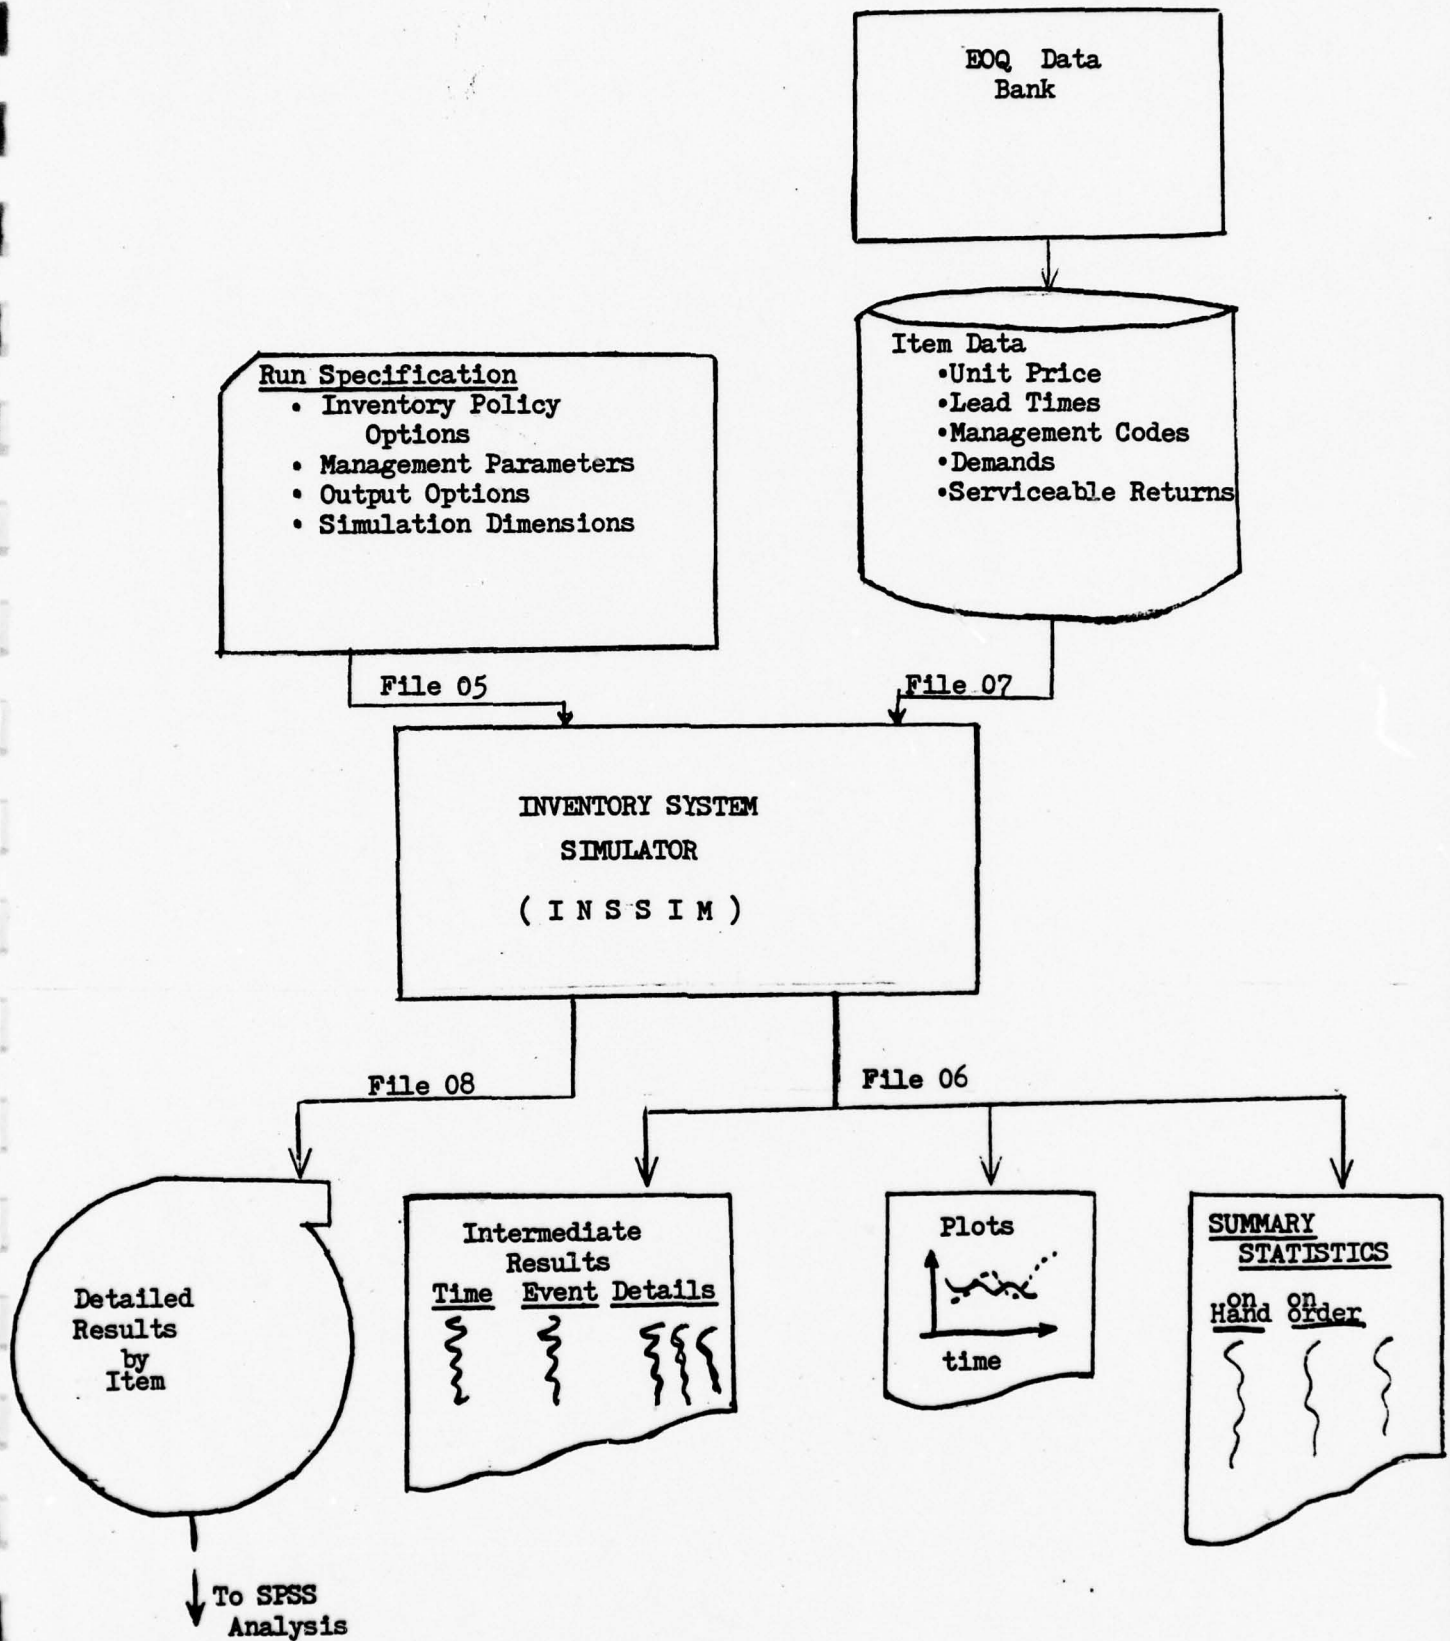 EOQ Data
Bank
Item Data
•Unit Price
•Lead Times
•Management Codes
•Demands
•Serviceable Returns
Run Specification
• Inventory Policy
Options
• Management Parameters
• Output Options
• Simulation Dimensions
File 05
File 07
INVENTORY SYSTEM
SIMULATOR
( I N S S I M )
File 08
File 06
Detailed
Results
by
Item
Intermediate
Results
Time Event Details
Plots
time
SUMMARY
STATISTICS
on on
Hand order
To SPSS
Analysis